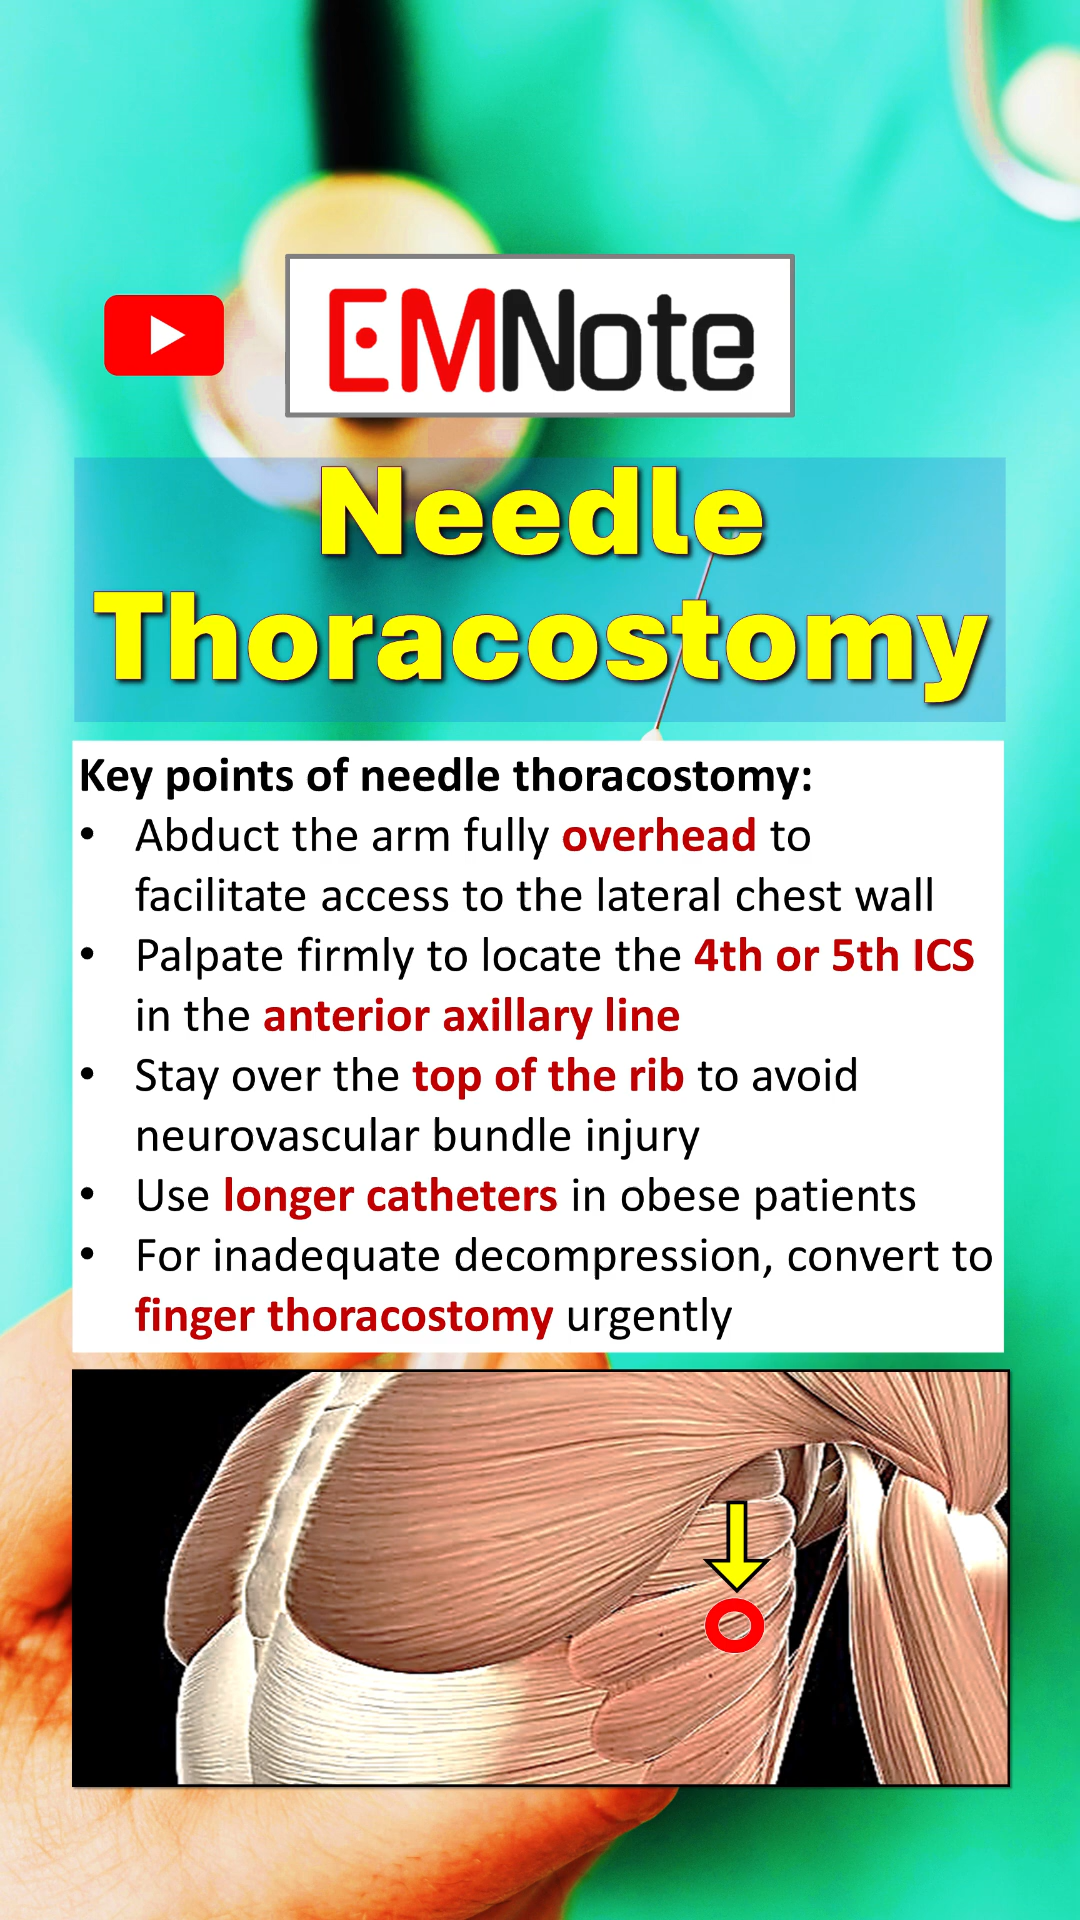 EMNote
Needle
Thoracostomy
Key points of needle thoracostomy:
• Abduct the arm fully overhead to
facilitate access to the lateral chest wall
• Palpate firmly to locate the 4th or 5th ICS
in the anterior axillary line
• Stay over the top of the rib to avoid
neurovascular bundle injury
• Use longer catheters in obese patients
• For inadequate decompression, convert to
finger thoracostomy urgently